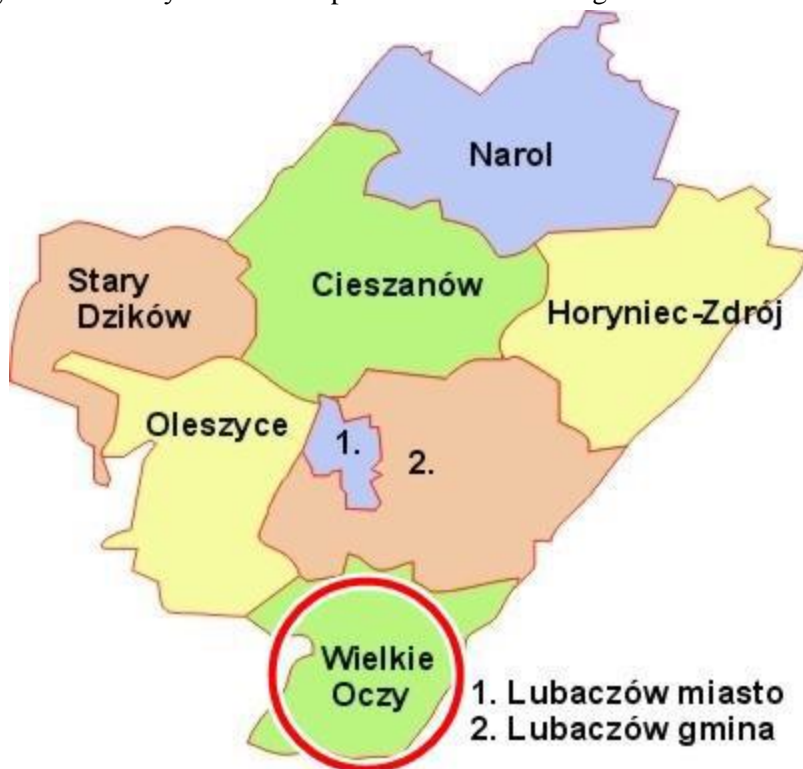 Narol
Cieszanów
Stary
Dzików
Horyniec-Zdrój
Oleszyce
1.
2.
Wielkie
Oczy
1. Lubaczów miasto
2. Lubaczów gmina